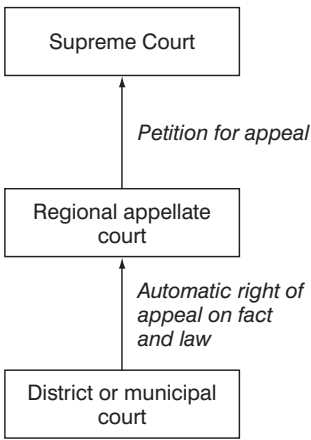 Supreme Court
Petition for appeal
Regional appellate
court
Automatic right of
appeal on fact
and law
District or municipal
court